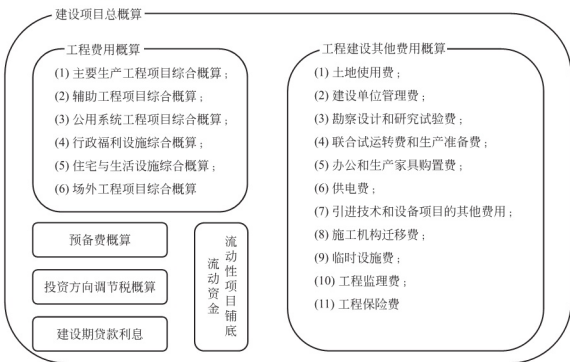 建设项目总概算
工程费用概算
(1) 主要生产工程项目综合概算；
(2) 辅助工程项目综合概算；
(3) 公用系统工程项目综合概算；
(4) 行政福利设施综合概算；
(5) 住宅与生活设施综合概算；
(6) 场外工程项目综合概算
预备费概算
投资方向调节税概算
建设期贷款利息
流动性项目铺底
流动资金
工程建设其他费用概算
(1) 土地使用费；
(2) 建设单位管理费；
(3) 勘察设计和研究试验费；
(4) 联合试运转费和生产准备费；
(5) 办公和生产家具购置费；
(6) 供电费；
(7) 引进技术和设备项目的其他费用；
(8) 施工机构迁移费；
(9) 临时设施费；
(10) 工程监理费；
(11) 工程保险费